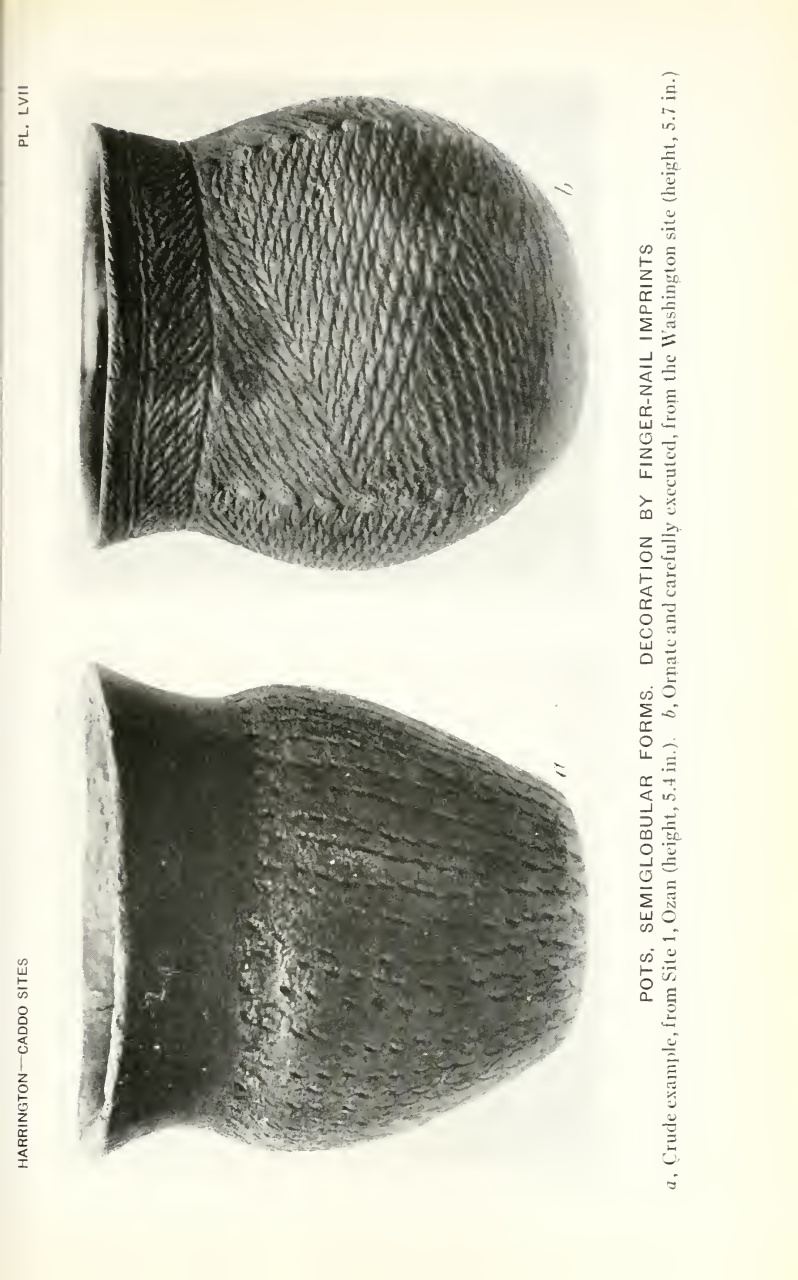 HARRINGTON—CADDO SITES
PL. LVII
a
b
POTS, SEMIGLOBULAR FORMS. DECORATION BY FINGER-NAIL IMPRINTS
a, Crude example, from Site 1, Ozan (height, 5.4 in.). b, Ornate and carefully executed, from the Washington site (height, 5.7 in.)